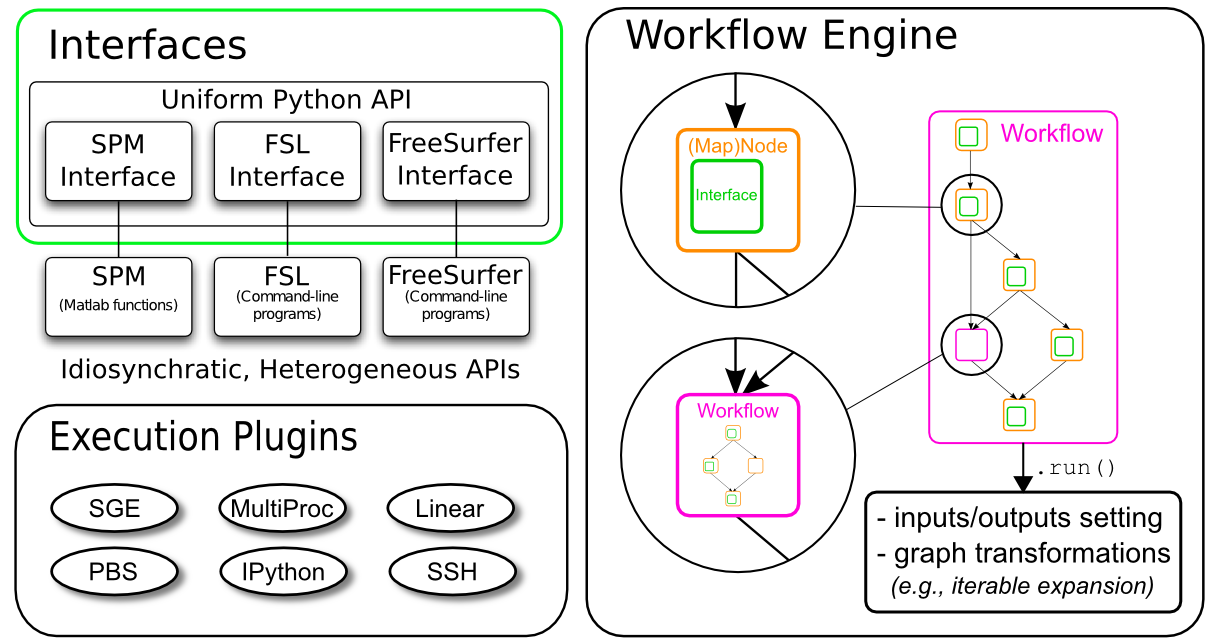 Interfaces
Uniform Python API
SPM
Interface
FSL
Interface
FreeSurfer
Interface
SPM
(Matlab functions)
FSL
(Command-line
programs)
FreeSurfer
(Command-line
programs)
Idiosynchratic, Heterogeneous APIs
Execution Plugins
SGE
MultiProc
Linear
PBS
IPython
SSH
Workflow Engine
(Map)Node
Interface
Workflow
Workflow
.run()
- inputs/outputs setting
- graph transformations
(e.g., iterable expansion)